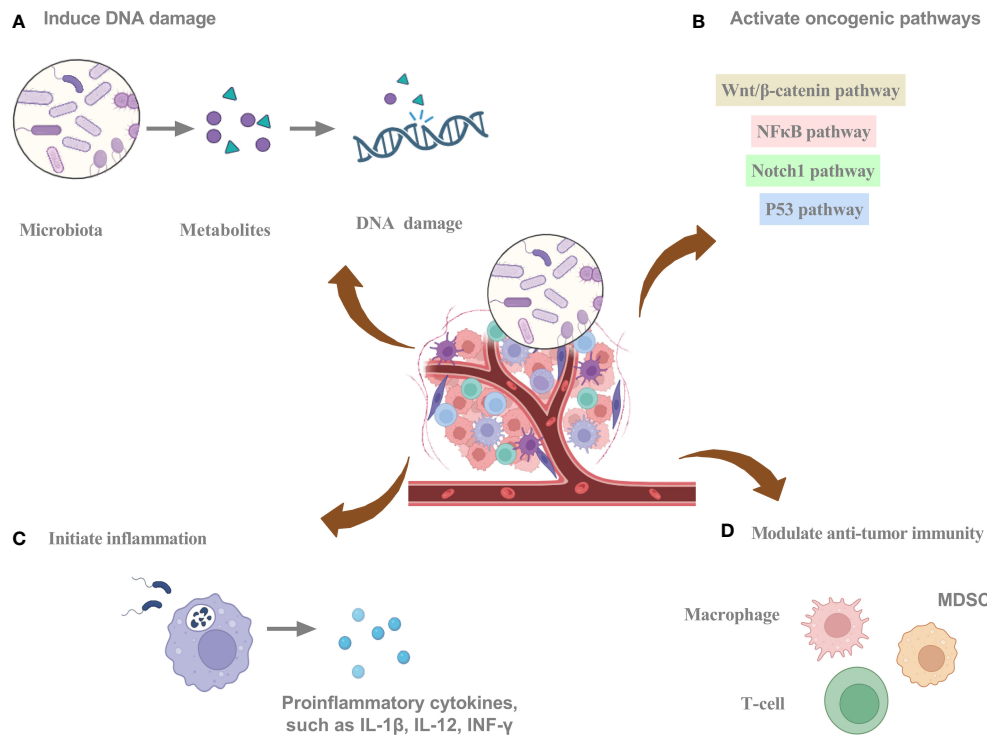 A Induce DNA damage
B Activate oncogenic pathways
Wnt/β-catenin pathway
NFκB pathway
Notch1 pathway
P53 pathway
Microbiota
Metabolites
DNA damage
C Initiate inflammation
Proinflammatory cytokines,
such as IL-1β, IL-12, INF-γ
D Modulate anti-tumor immunity
Macrophage
MDSC
T-cell